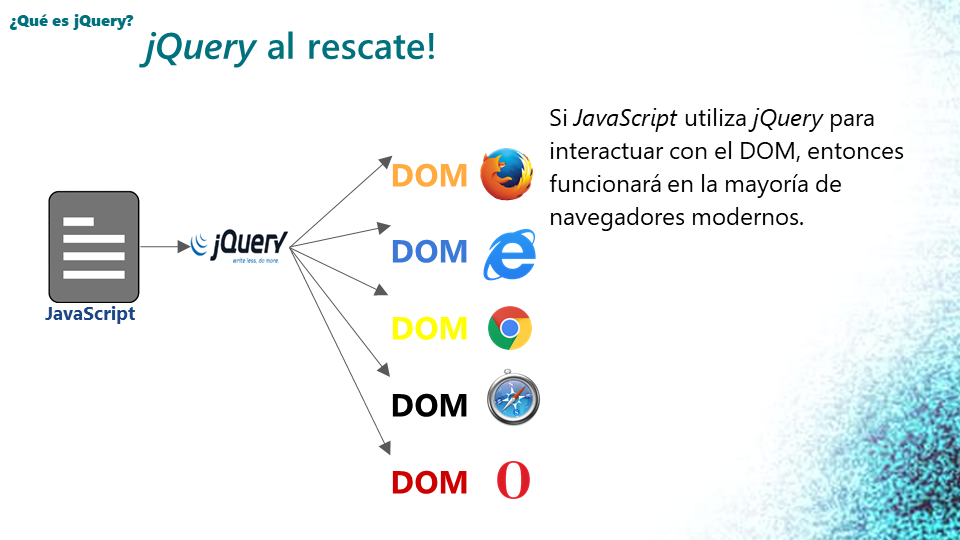 ¿Qué es jQuery?
jQuery al rescate!
Si JavaScript utiliza jQuery para
interactuar con el DOM, entonces
funcionará en la mayoría de
navegadores modernos.
JavaScript
jQuery
write less, do more.
DOM
DOM
DOM
DOM
DOM